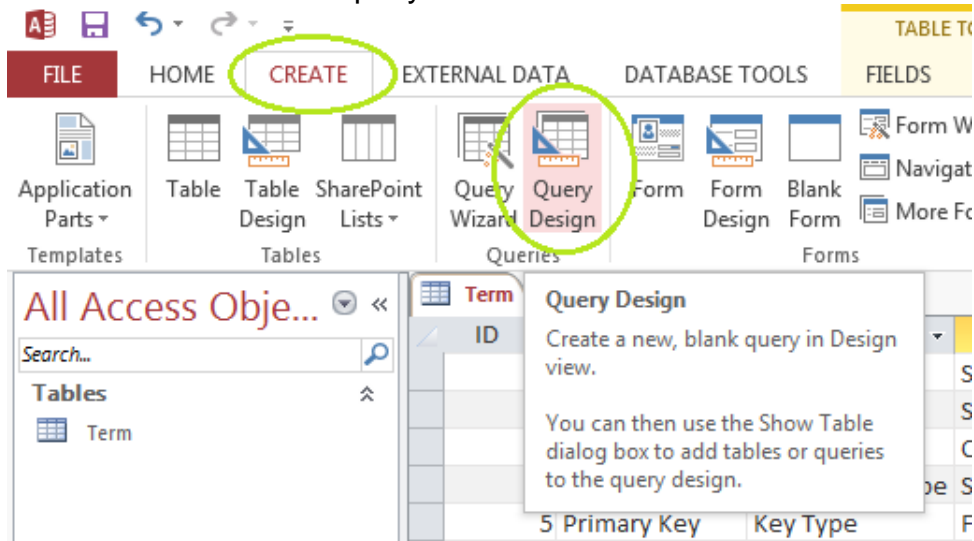 TABLE TO
FILE HOME CREATE EXTERNAL DATA DATABASE TOOLS FIELDS
Application Parts
Table
Table Design
SharePoint Lists
Query Wizard
Query Design
Form
Form Design
Blank Form
Form W
Navigat
More Fo
Templates Tables Queries Forms
All Access Obje...
Search...
Tables
Term
Term
ID
Query Design
Create a new, blank query in Design
view.
You can then use the Show Table
dialog box to add tables or queries
to the query design.
5 Primary Key Key Type